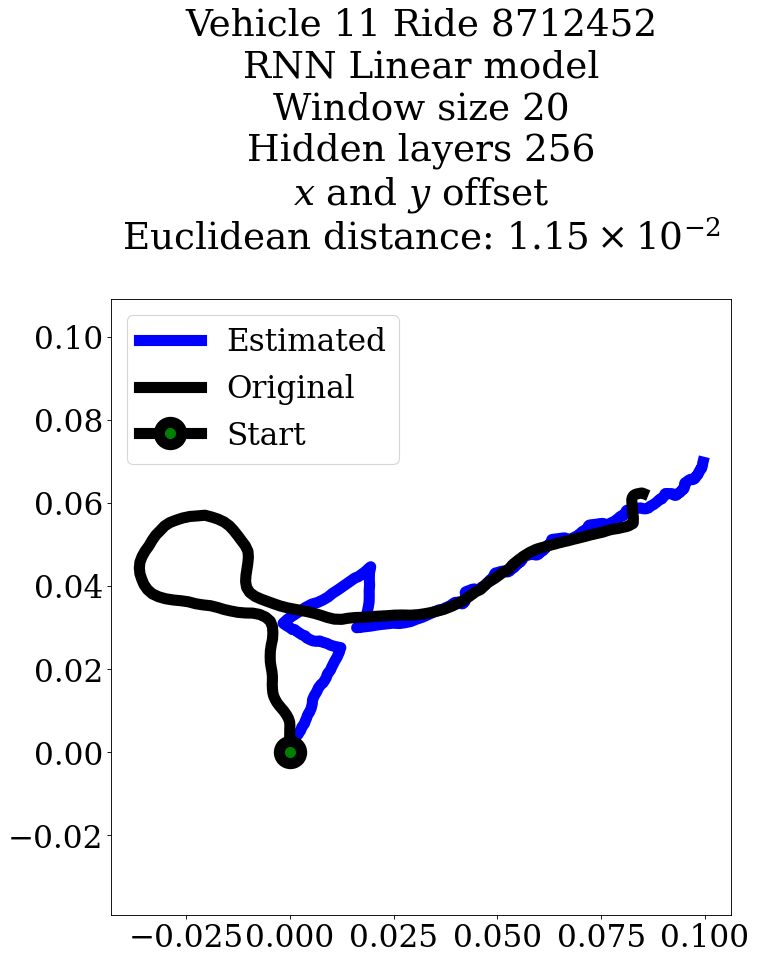 Vehicle 11 Ride 8712452
RNN Linear model
Window size 20
Hidden layers 256
x and y offset
Euclidean distance: 1.15 × 10⁻²
Estimated
Original
Start
0.10
0.08
0.06
0.04
0.02
0.00
−0.02
−0.025 0.000 0.025 0.050 0.075 0.100